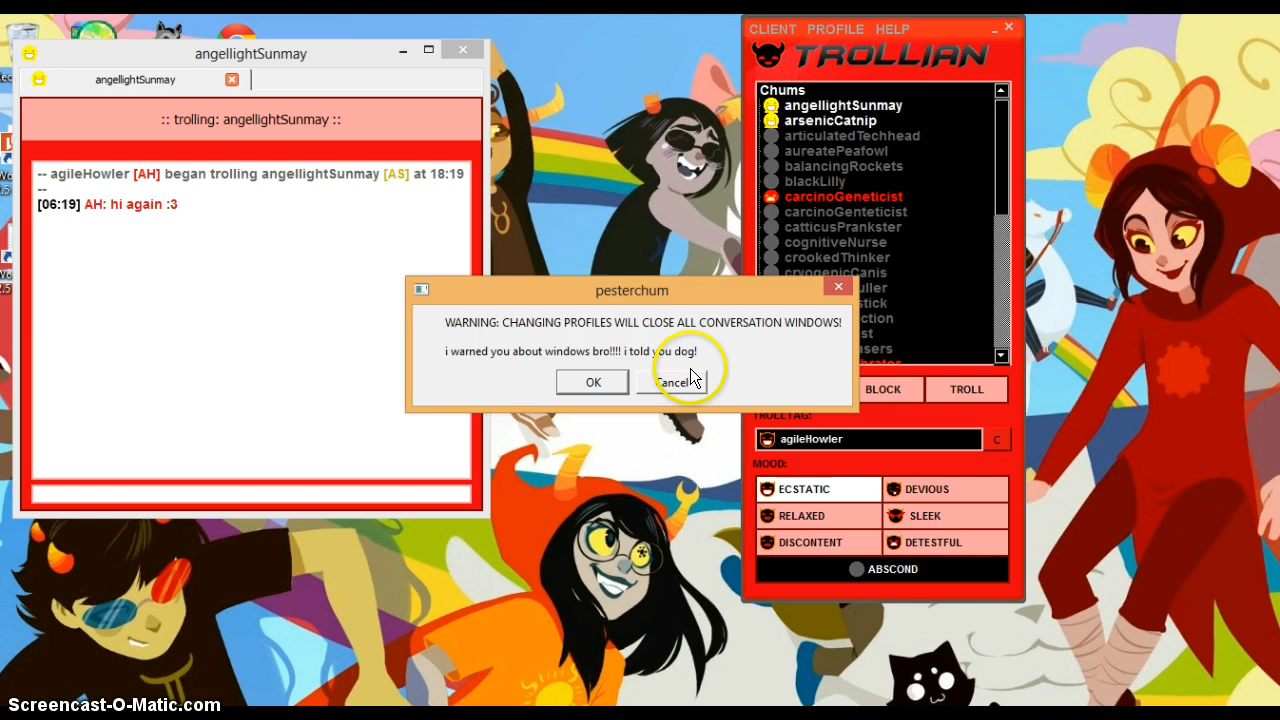 angellightSunmay
angellightSunmay
:: trolling: angellightSunmay ::
-- agileHowler [AH] began trolling angellightSunmay [AS] at 18:19
--
[06:19] AH: hi again :3
CLIENT PROFILE HELP
TROLLIAN
Chums
angellightSunmay
arsenicCatnip
articulatedTechhead
aureatePeafowl
balancingRockets
blackLilly
carcinoGeneticist
carcinoGenteticist
catticusPrankster
cognitiveNurse
crookedThinker
cryogenicCanis
pesterchum
WARNING: CHANGING PROFILES WILL CLOSE ALL CONVERSATION WINDOWS!
i warned you about windows bro!!!! i told you dog!
OK Cancel
BLOCK TROLL
TROLLTAG:
agileHowler C
MOOD:
ECSTATIC DEVIOUS
RELAXED SLEEK
DISCONTENT DETESTFUL
ABSCOND
Screencast-O-Matic.com